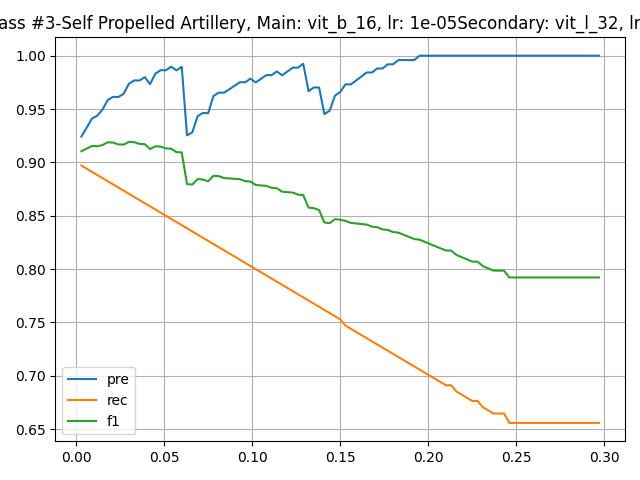 ass #3-Self Propelled Artillery, Main: vit_b_16, lr: 1e-05Secondary: vit_l_32, lr
1.00
0.95
0.90
0.85
0.80
0.75
0.70
0.65
pre
rec
f1
0.00 0.05 0.10 0.15 0.20 0.25 0.30